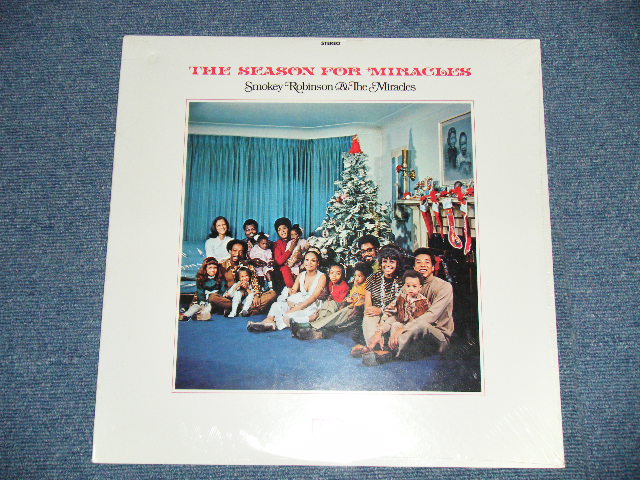 STEREO
THE SEASON FOR MIRACLES
Smokey Robinson & The Miracles